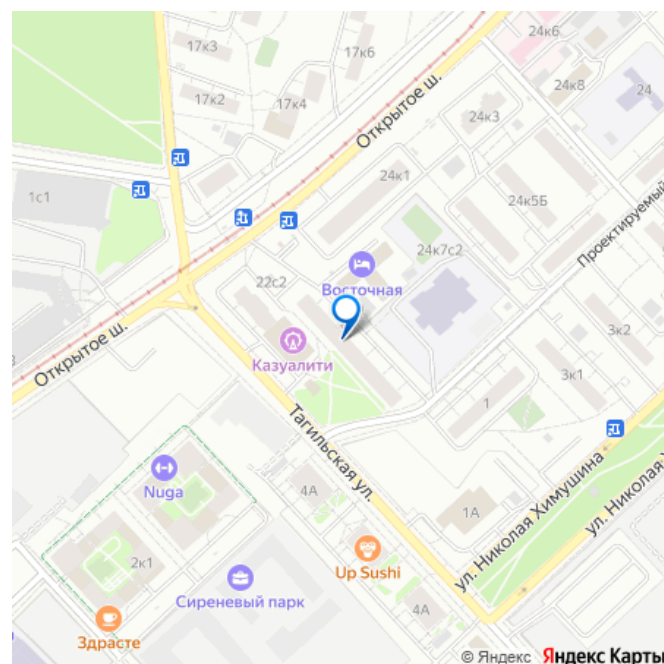 17к3
17к6
24к6
17к2
17к4
Открытое ш.
24к8
24
24к3
1с1
24к1
24к5Б
24к7с2
Проектируемый
22с2
Восточная
3к2
Открытое ш.
Казуалити
3к1
1
Тагильская ул.
Nuga
4А
1А
ул. Николая Химушина
ул. Николая
2к1
Up Sushi
Сиреневый парк
4А
Здрасте
© Яндекс Яндекс Карты